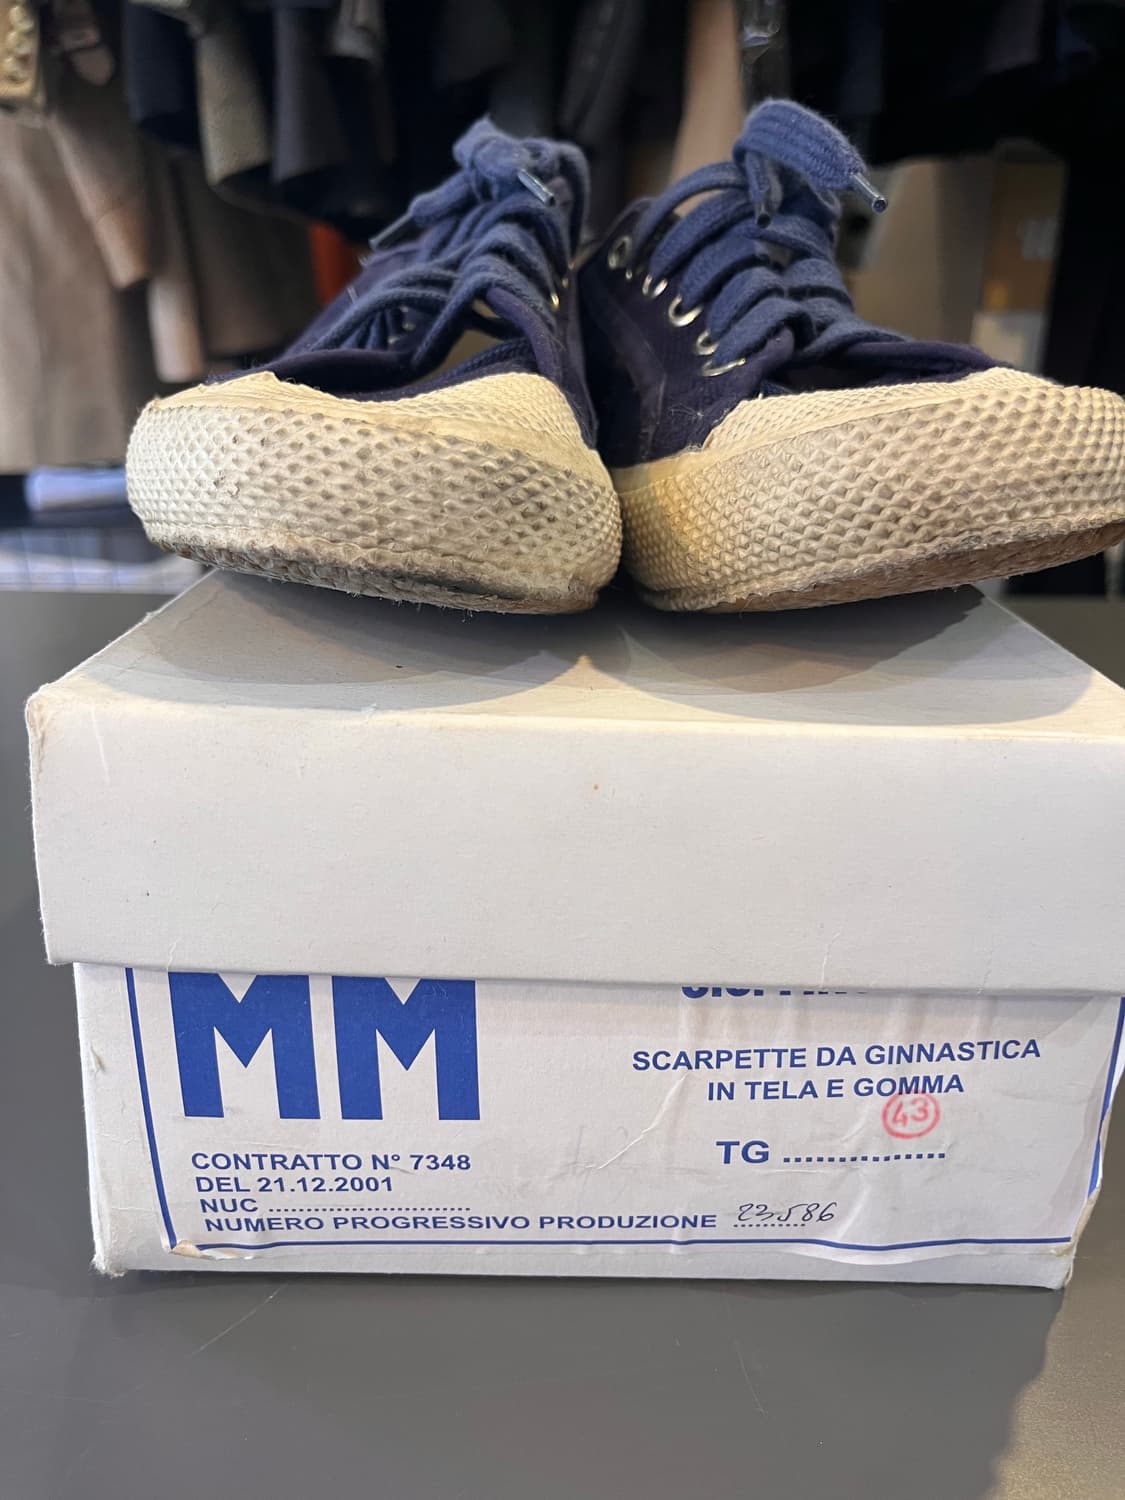 MM
SCARPETTE DA GINNASTICA
IN TELA E GOMMA
43
TG ...............
CONTRATTO N° 7348
DEL 21.12.2001
NUC ...........................
NUMERO PROGRESSIVO PRODUZIONE 23586